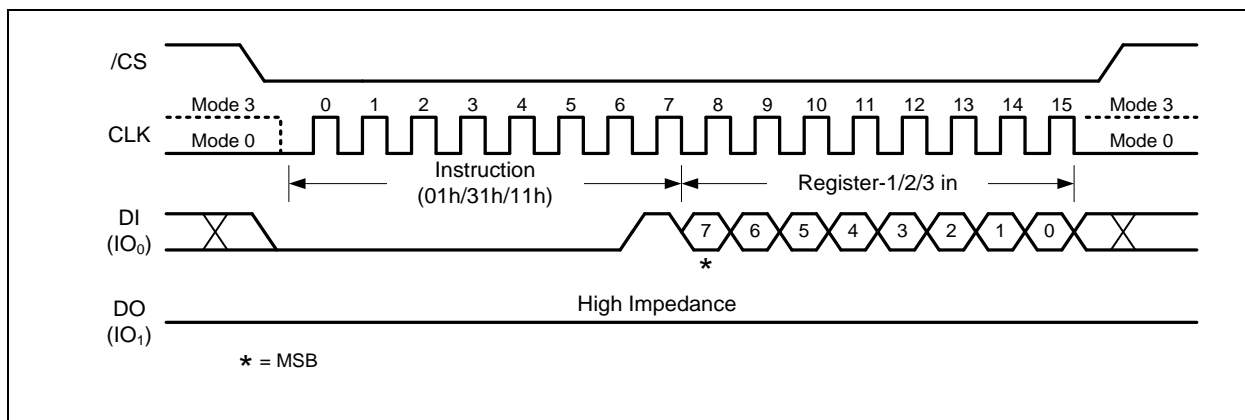 /CS
Mode 3 0 1 2 3 4 5 6 7 8 9 10 11 12 13 14 15 Mode 3
CLK Mode 0 Mode 0
Instruction
(01h/31h/11h)
Register-1/2/3 in
DI
(IO₀)
7 6 5 4 3 2 1 0
*
High Impedance
DO
(IO₁)
* = MSB